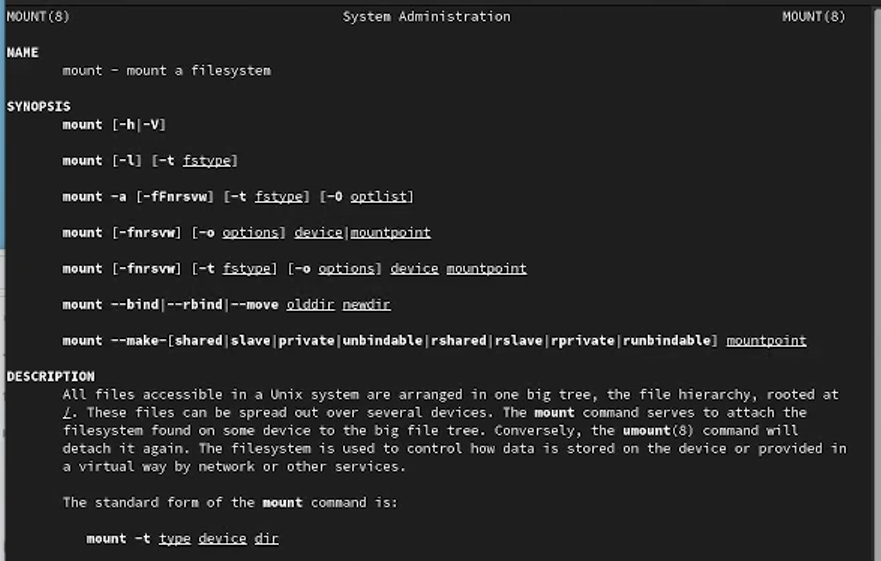 MOUNT(8) System Administration MOUNT(8)
NAME
mount - mount a filesystem
SYNOPSIS
mount [-h|-V]
mount [-l] [-t fstype]
mount -a [-fFnrsvw] [-t fstype] [-O optlist]
mount [-fnrsvw] [-o options] device|mountpoint
mount [-fnrsvw] [-t fstype] [-o options] device mountpoint
mount --bind|--rbind|--move olddir newdir
mount --make-[shared|slave|private|unbindable|rshared|rslave|rprivate|runbindable] mountpoint
DESCRIPTION
All files accessible in a Unix system are arranged in one big tree, the file hierarchy, rooted at
/. These files can be spread out over several devices. The mount command serves to attach the
filesystem found on some device to the big file tree. Conversely, the umount(8) command will
detach it again. The filesystem is used to control how data is stored on the device or provided in
a virtual way by network or other services.
The standard form of the mount command is:
mount -t type device dir